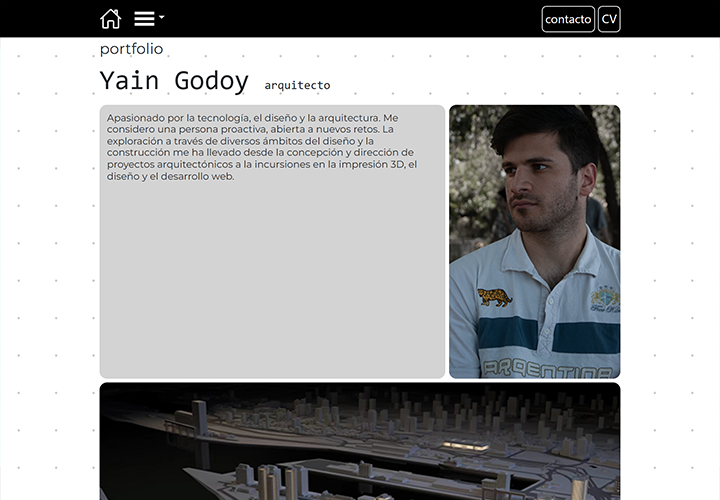 contacto CV
portfolio
Yain Godoy arquitecto
Apasionado por la tecnología, el diseño y la arquitectura. Me
considero una persona proactiva, abierta a nuevos retos. La
exploración a través de diversos ámbitos del diseño y la
construcción me ha llevado desde la concepción y dirección de
proyectos arquitectónicos a la incursiones en la impresión 3D, el
diseño y el desarrollo web.
ARGENTINA